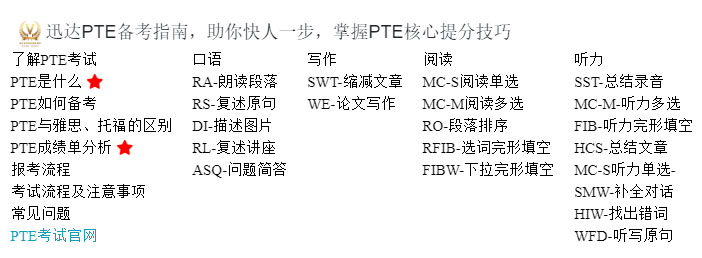 迅达PTE备考指南，助你快人一步，掌握PTE核心提分技巧
了解PTE考试
PTE是什么
PTE如何备考
PTE与雅思、托福的区别
PTE成绩单分析
报考流程
考试流程及注意事项
常见问题
PTE考试官网
口语
RA-朗读段落
RS-复述原句
DI-描述图片
RL-复述讲座
ASQ-问题简答
写作
SWT-缩减文章
WE-论文写作
阅读
MC-S阅读单选
MC-M阅读多选
RO-段落排序
RFIB-选词完形填空
FIBW-下拉完形填空
听力
SST-总结录音
MC-M-听力多选
FIB-听力完形填空
HCS-总结文章
MC-S听力单选-
SMW-补全对话
HIW-找出错词
WFD-听写原句